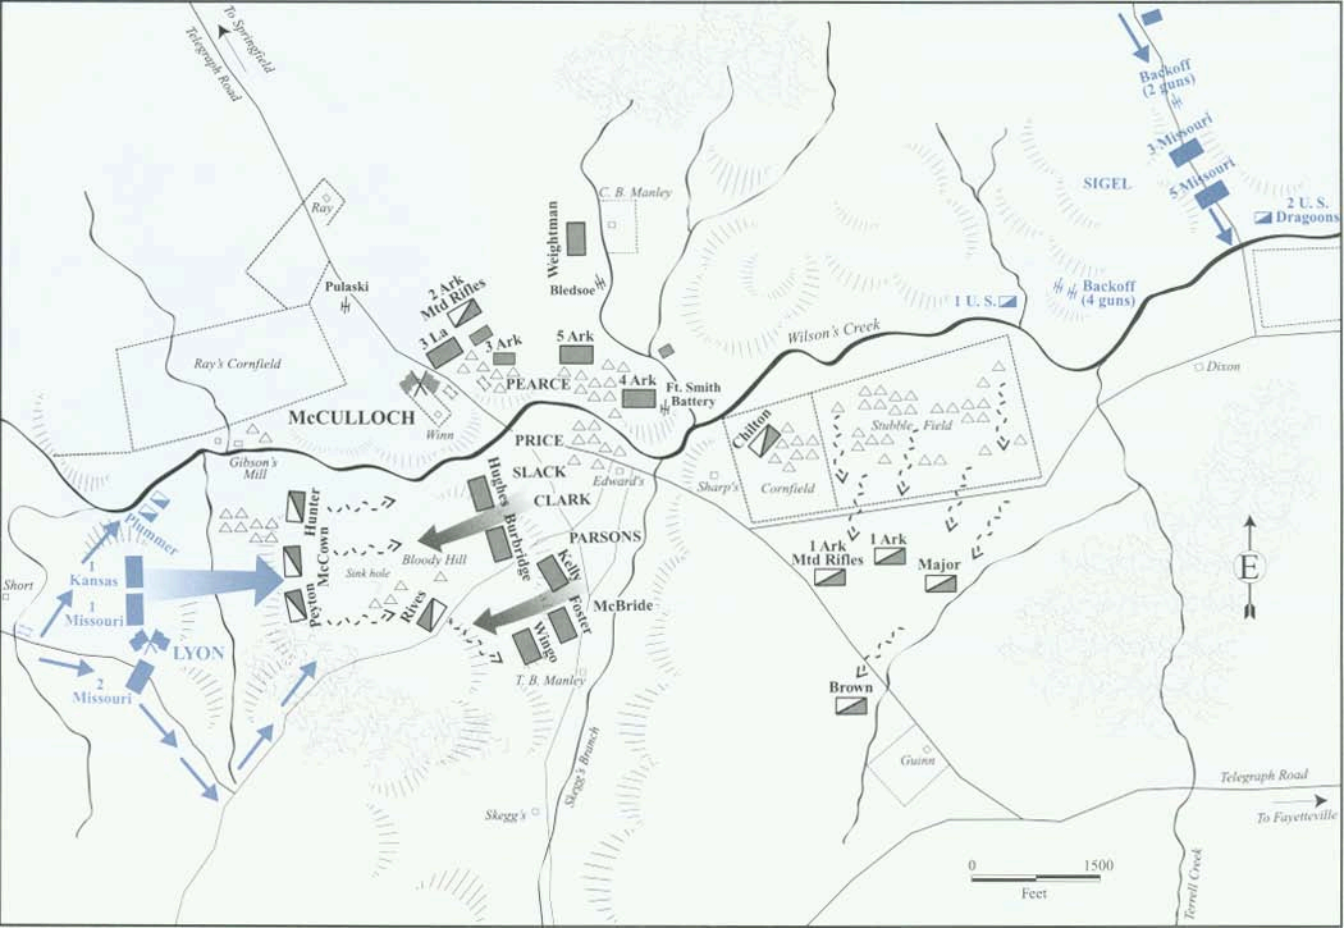 To Springfield
Telegraph Road
Backoff
(2 guns)
3 Missouri
5 Missouri
SIGEL
2 U. S.
Dragoons
C. B. Manley
Ray
Weightman
Bledsoe
Pulaski
2 Ark
Mtd Rifles
3 La
3 Ark
5 Ark
1 U. S.
Backoff
(4 guns)
Wilson's Creek
Ray's Cornfield
PEARCE
4 Ark
Ft. Smith
Battery
Dixon
McCULLOCH
Winn
PRICE
Chilton
Stubble Field
Gibson's
Mill
SLACK
Edward's
Sharp's
Cornfield
Hughes
CLARK
Hunter
Plummer
Burbridge
PARSONS
McCown
Bloody Hill
1 Ark
Mtd Rifles
1 Ark
Major
Kelly
1
Kansas
Sink hole
E
Short
1
Missouri
Peyton
Rives
Foster
McBride
Wingo
LYON
2
Missouri
T. B. Manley
Brown
Skegg's Branch
Guinn
Telegraph Road
To Fayetteville
Skegg's
0 1500
Feet
Terrell Creek